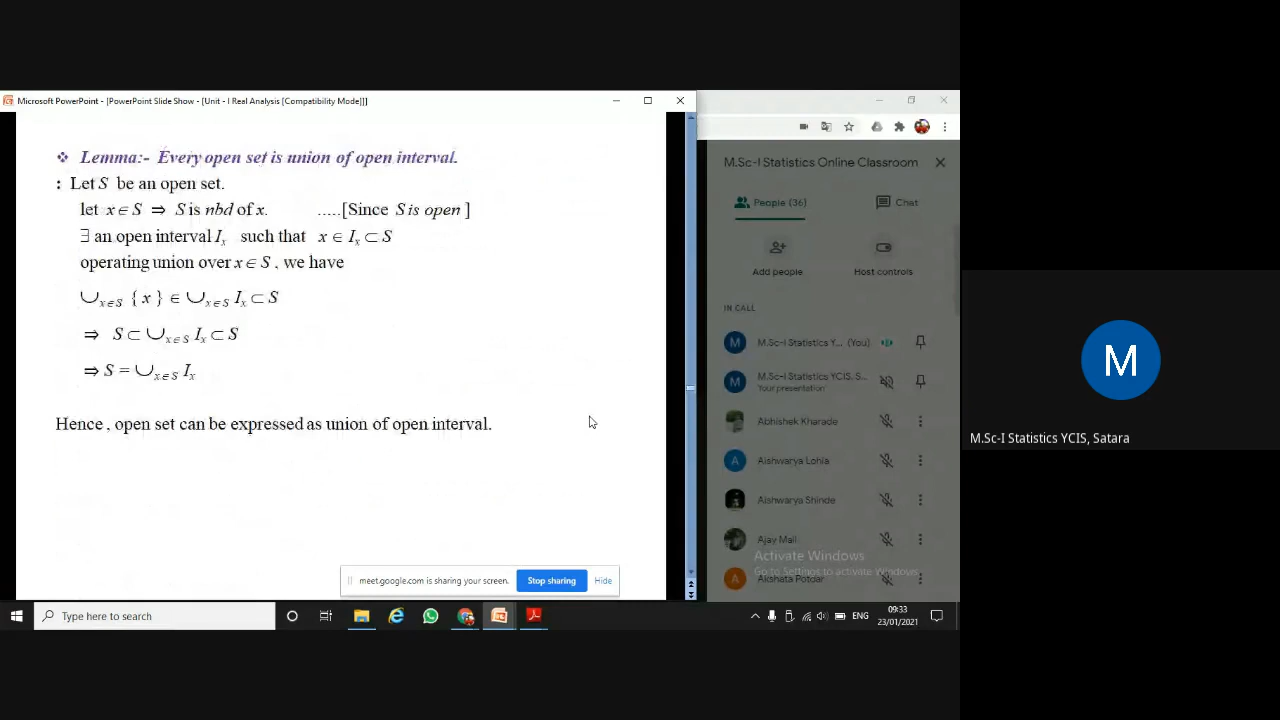 Microsoft PowerPoint - [PowerPoint Slide Show - [Unit - I Real Analysis [Compatibility Mode]]]
❖ Lemma:- Every open set is union of open interval.
: Let S be an open set.
let x ∈ S ⇒ S is nbd of x. .....[Since S is open ]
∃ an open interval Iₓ such that x ∈ Iₓ ⊂ S
operating union over x ∈ S , we have
∪ₓ∈S { x } ∈ ∪ₓ∈S Iₓ ⊂ S
⇒ S ⊂ ∪ₓ∈S Iₓ ⊂ S
⇒ S = ∪ₓ∈S Iₓ
Hence , open set can be expressed as union of open interval.
meet.google.com is sharing your screen. Stop sharing Hide
M.Sc-I Statistics Online Classroom
People (36) Chat
Add people Host controls
IN CALL
M M.Sc-I Statistics Y... (You)
M M.Sc-I Statistics YCIS, S...
Your presentation
Abhishek Kharade
A Aishwarya Lohia
Aishwarya Shinde
Ajay Mali
Activate Windows
Go to Settings to activate Windows.
A Akshata Potdar
M
M.Sc-I Statistics YCIS, Satara
Type here to search
ENG
09:33
23/01/2021